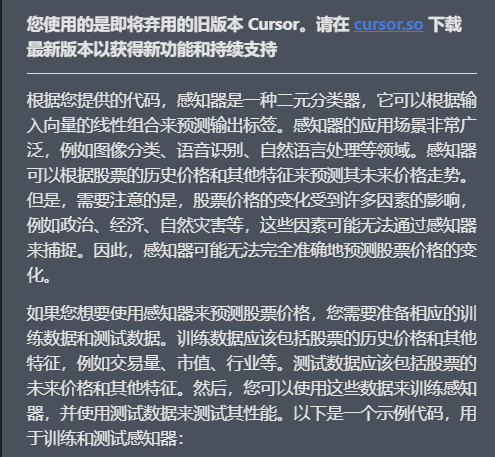 您使用的是即将弃用的旧版本 Cursor。请在 cursor.so 下载
最新版本以获得新功能和持续支持
根据您提供的代码，感知器是一种二元分类器，它可以根据输
入向量的线性组合来预测输出标签。感知器的应用场景非常广
泛，例如图像分类、语音识别、自然语言处理等领域。感知器
可以根据股票的历史价格和其他特征来预测其未来价格走势。
但是，需要注意的是，股票价格的变化受到许多因素的影响，
例如政治、经济、自然灾害等，这些因素可能无法通过感知器
来捕捉。因此，感知器可能无法完全准确地预测股票价格的变
化。
如果您想要使用感知器来预测股票价格，您需要准备相应的训
练数据和测试数据。训练数据应该包括股票的历史价格和其他
特征，例如交易量、市值、行业等。测试数据应该包括股票的
未来价格和其他特征。然后，您可以使用这些数据来训练感知
器，并使用测试数据来测试其性能。以下是一个示例代码，用
于训练和测试感知器：